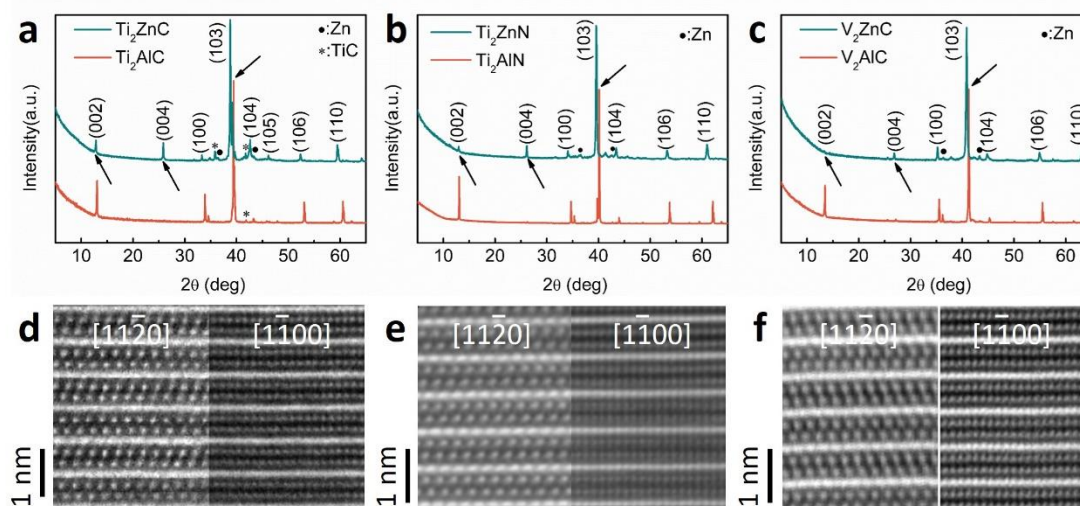 a
Intensity(a.u.)
Ti₂ZnC
Ti₂AlC
•:Zn
*:TiC
(002)
(004)
(100)
(103)
(104)
(105)
(106)
(110)
*
•
*
•
*
10 20 30 40 50 60
2θ (deg)
b
Intensity(a.u.)
Ti₂ZnN
Ti₂AlN
•:Zn
(002)
(004)
(100)
(103)
(104)
(106)
(110)
•
•
10 20 30 40 50 60
2θ (deg)
c
Intensity(a.u.)
V₂ZnC
V₂AlC
•:Zn
(002)
(004)
(100)
(103)
(104)
(106)
(110)
•
•
10 20 30 40 50 60
2θ (deg)
d
[112̄0]
[11̄00]
1 nm
e
[112̄0]
[11̄00]
1 nm
f
[112̄0]
[11̄00]
1 nm